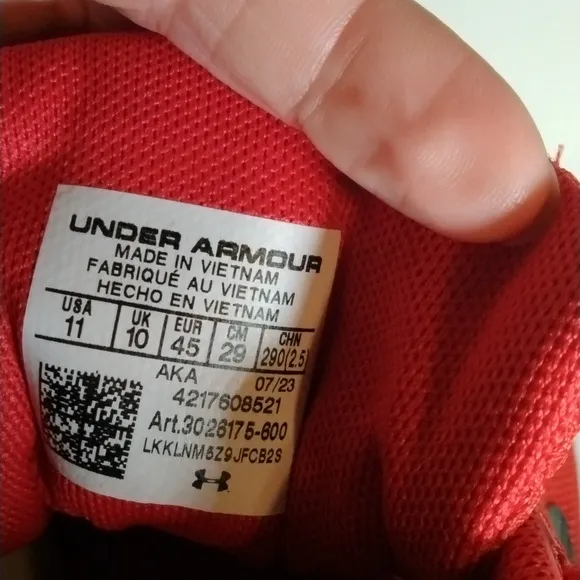 UNDER ARMOUR
MADE IN VIETNAM
FABRIQUÉ AU VIETNAM
HECHO EN VIETNAM
USA UK EUR CM CHN
11 10 45 29 290(2.5)
AKA 07/23
4217608521
Art.3026175-600
LKKLNM5Z9JFCB2S